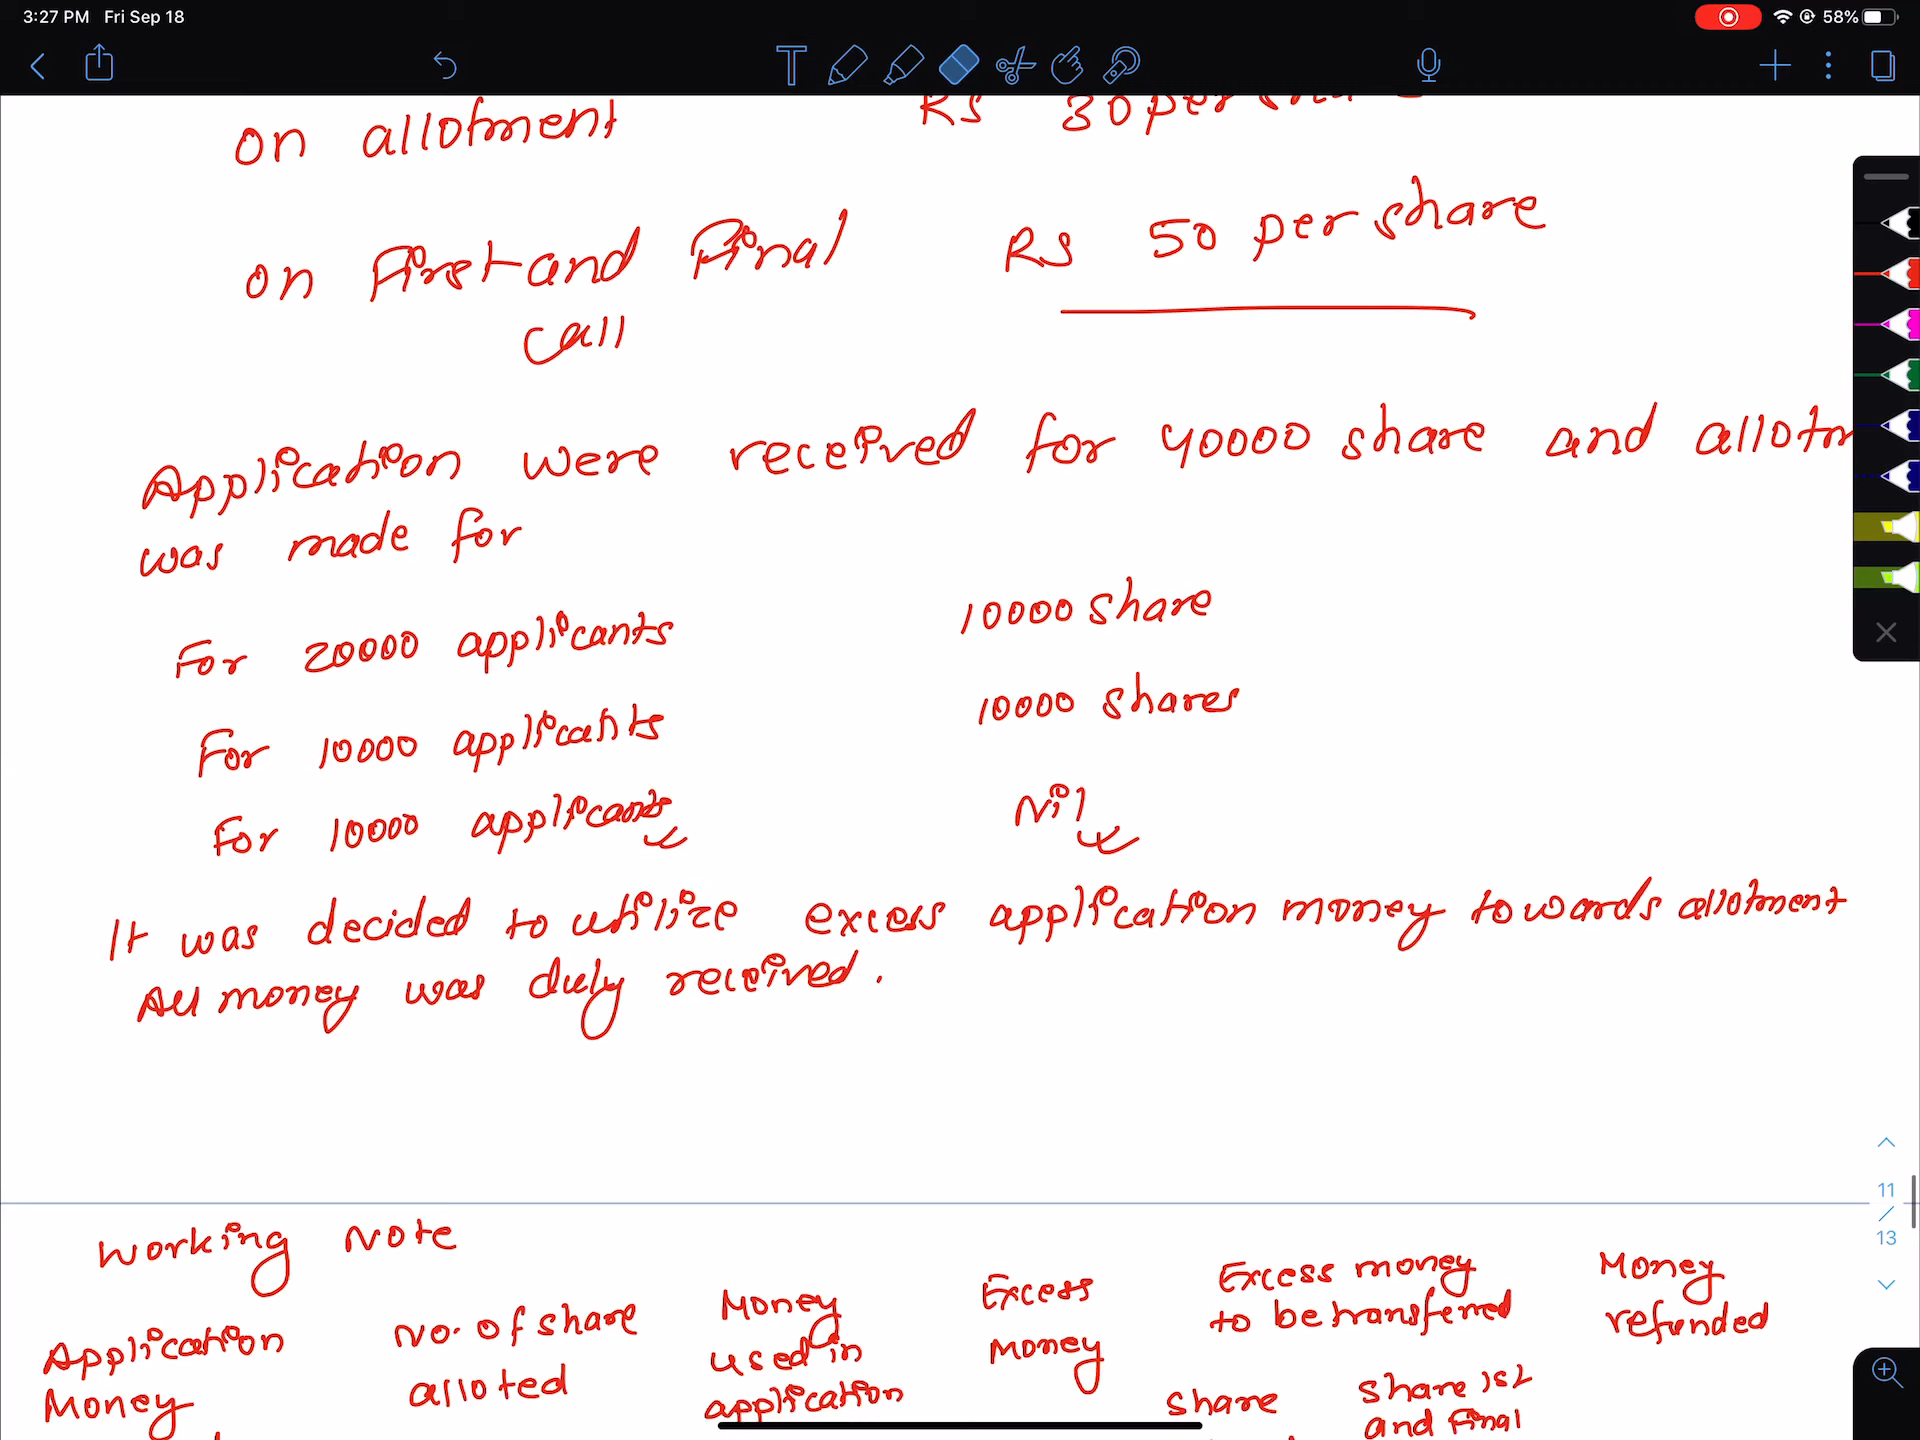 3:27 PM Fri Sep 18
58%
on allotment Rs 30 per
on First and Final Rs 50 per share
call
Application were received for 40000 share and allotm
was made for
For 20000 applicants 10000 share
For 10000 applicants 10000 shares
For 10000 applicants Nil
It was decided to utilize excess application money towards allotment
All money was duly received.
11
/
13
Working Note
Application
Money
No. of share
alloted
Money
used in
application
Excess
Money
Excess money
to be transferred
share
share 1st
and final
Money
refunded